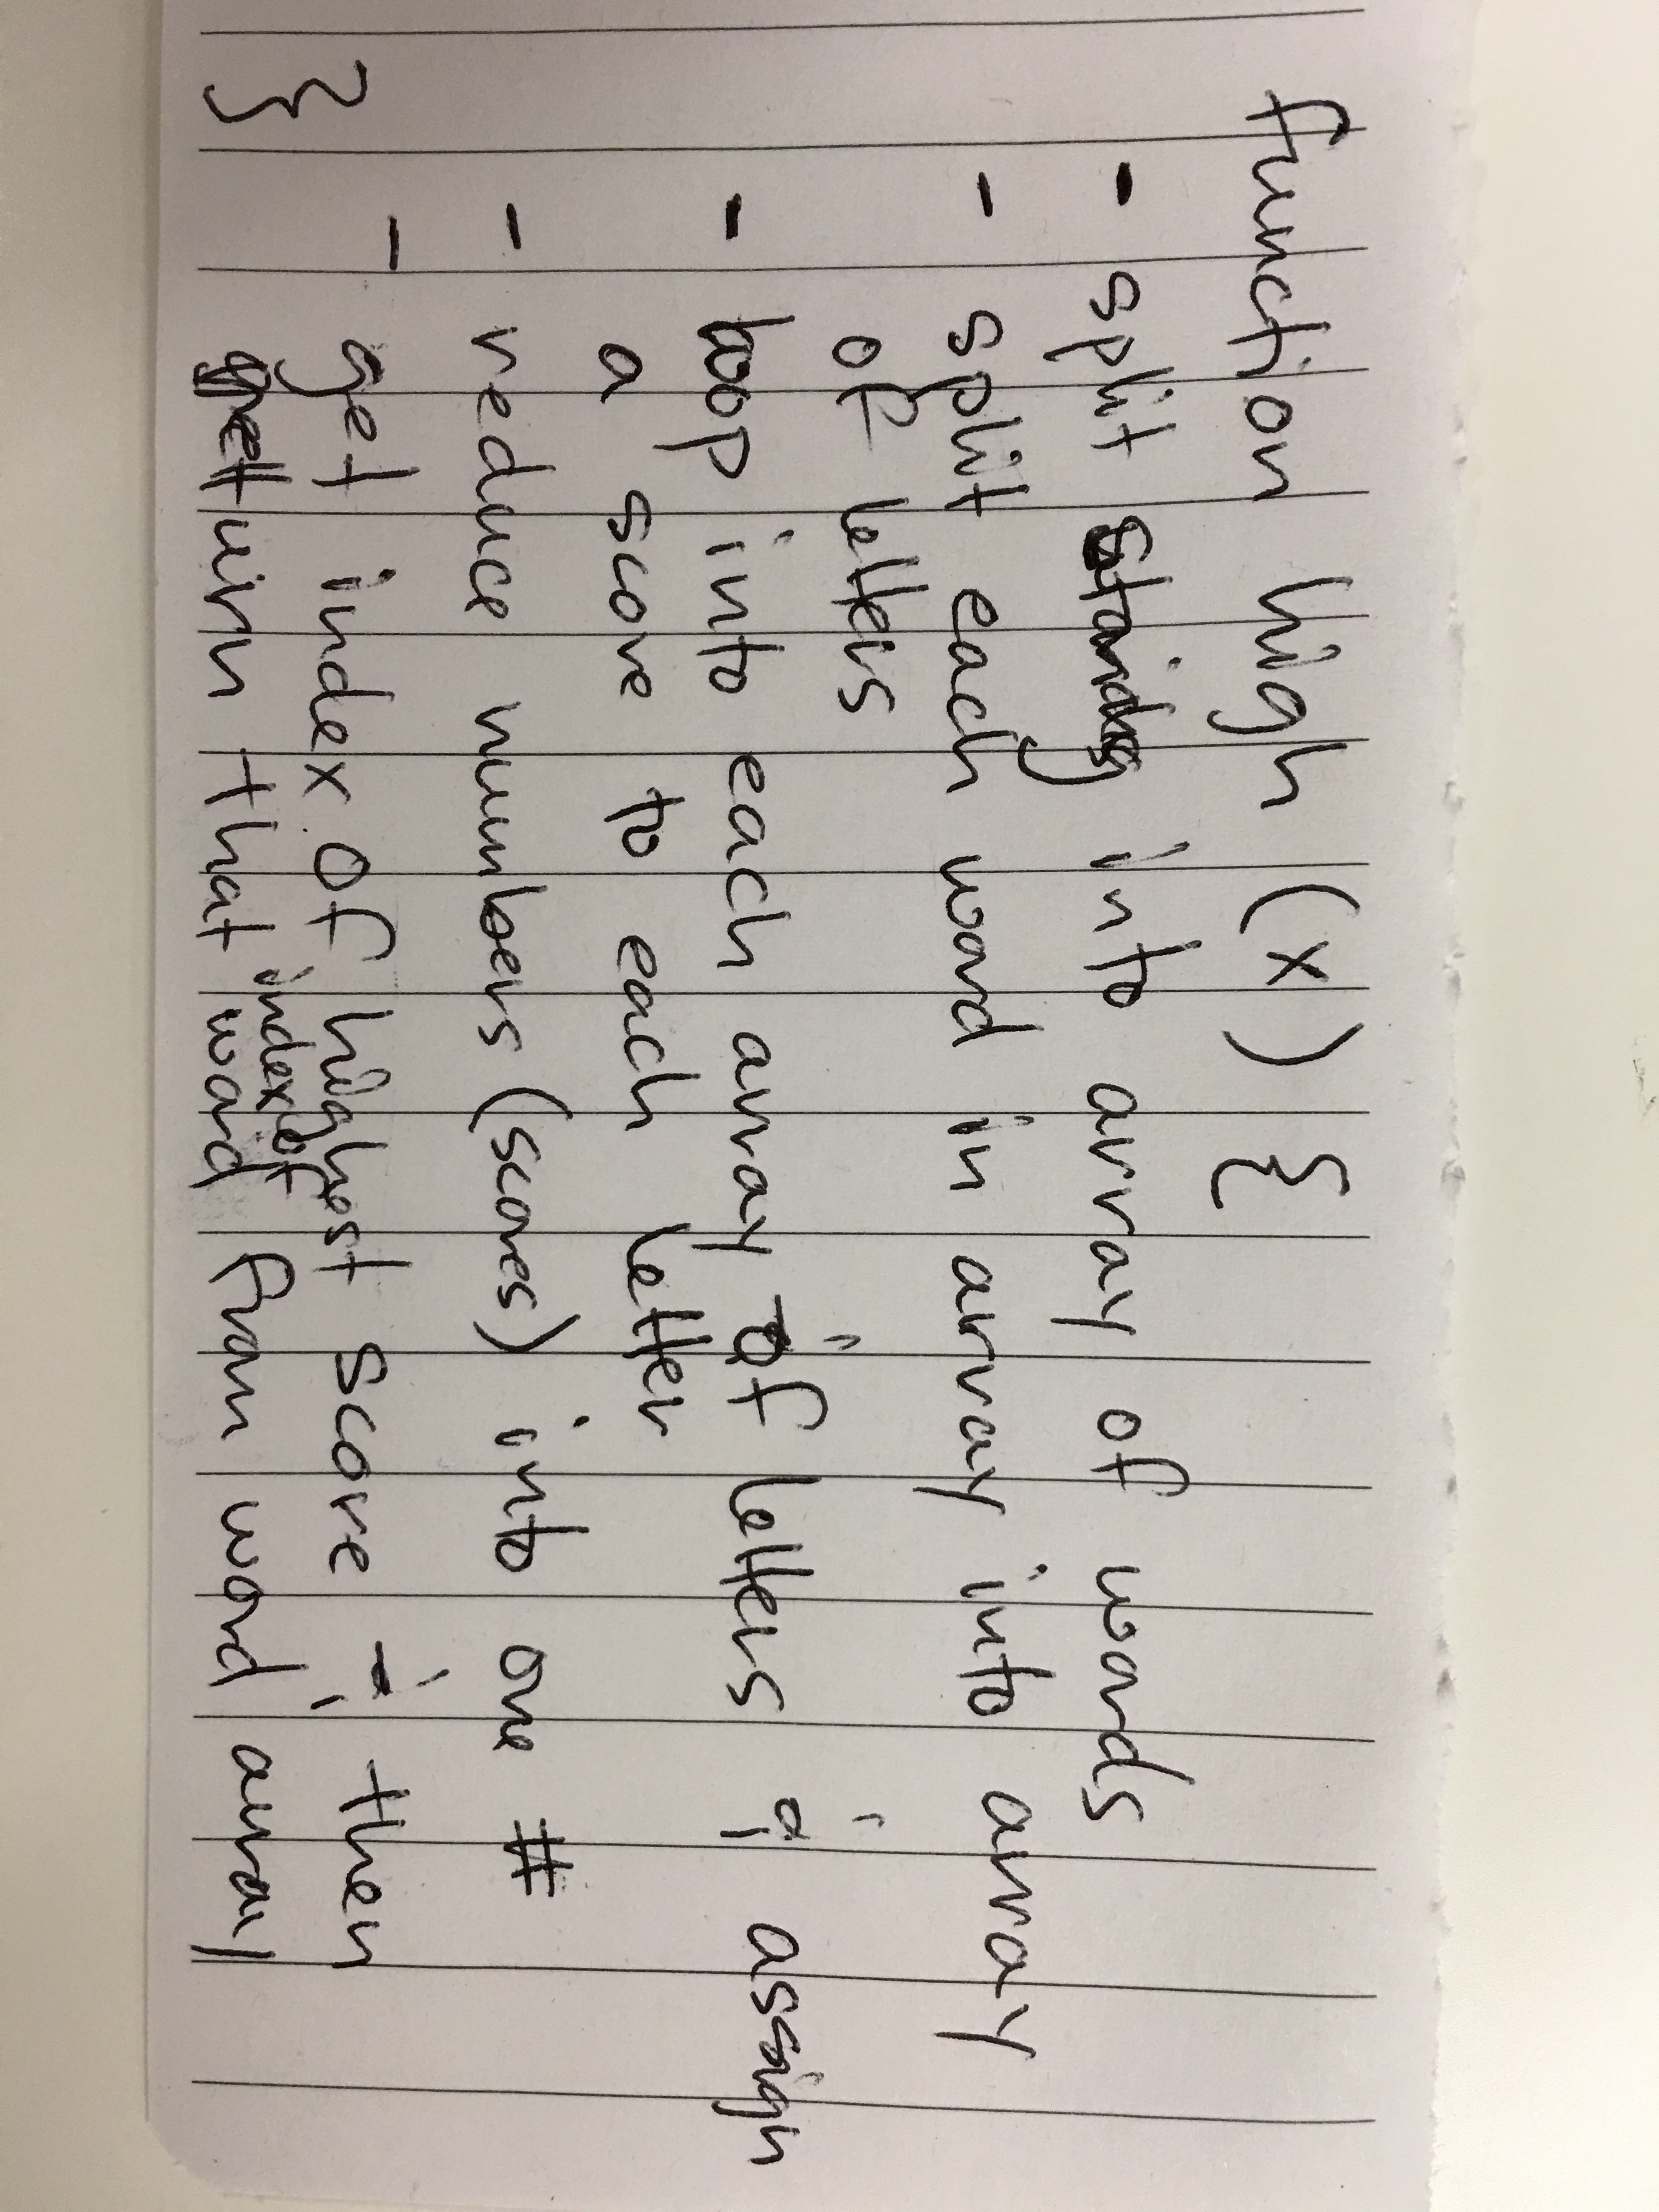 function high (x) {
- split string into array of words
- split each word in array into array
of letters
- loop into each array of letters & assign
a score to each letter
- reduce numbers (scores) into one #
- get index of highest score & then
return that index of word from word array
}